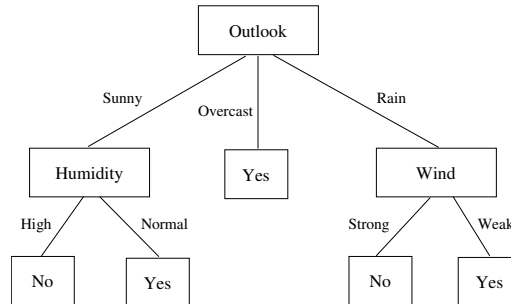 Outlook
Sunny
Overcast
Rain
Humidity
Yes
Wind
High
Normal
Strong
Weak
No
Yes
No
Yes